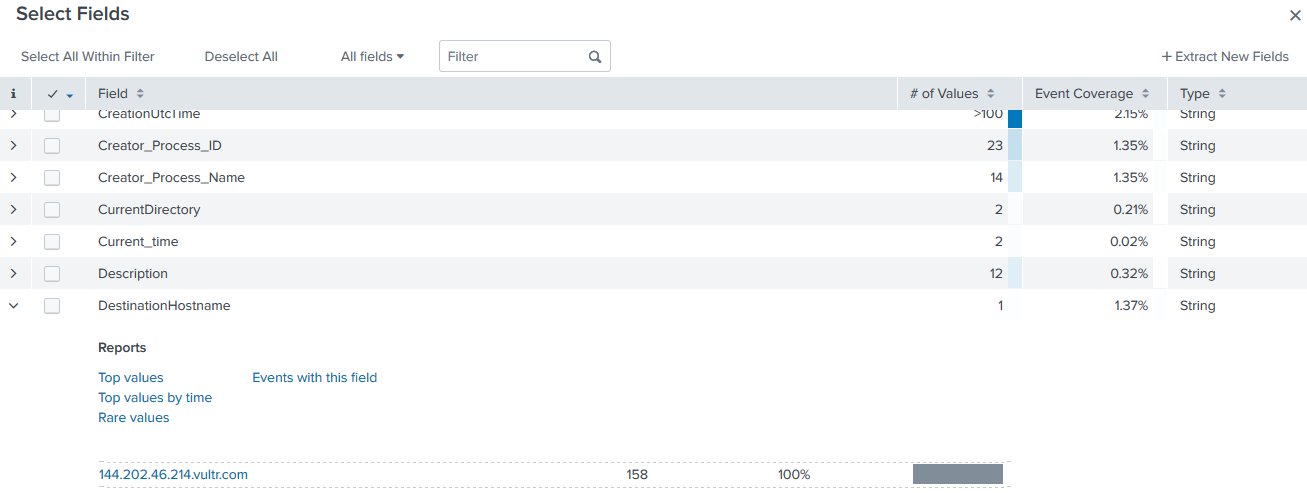 Select Fields
Select All Within Filter Deselect All All fields Filter + Extract New Fields
i Field # of Values Event Coverage Type
CreationUtcTime >100 2.15% String
Creator_Process_ID 23 1.35% String
Creator_Process_Name 14 1.35% String
CurrentDirectory 2 0.21% String
Current_time 2 0.02% String
Description 12 0.32% String
DestinationHostname 1 1.37% String
Reports
Top values Events with this field
Top values by time
Rare values
144.202.46.214.vultr.com 158 100%